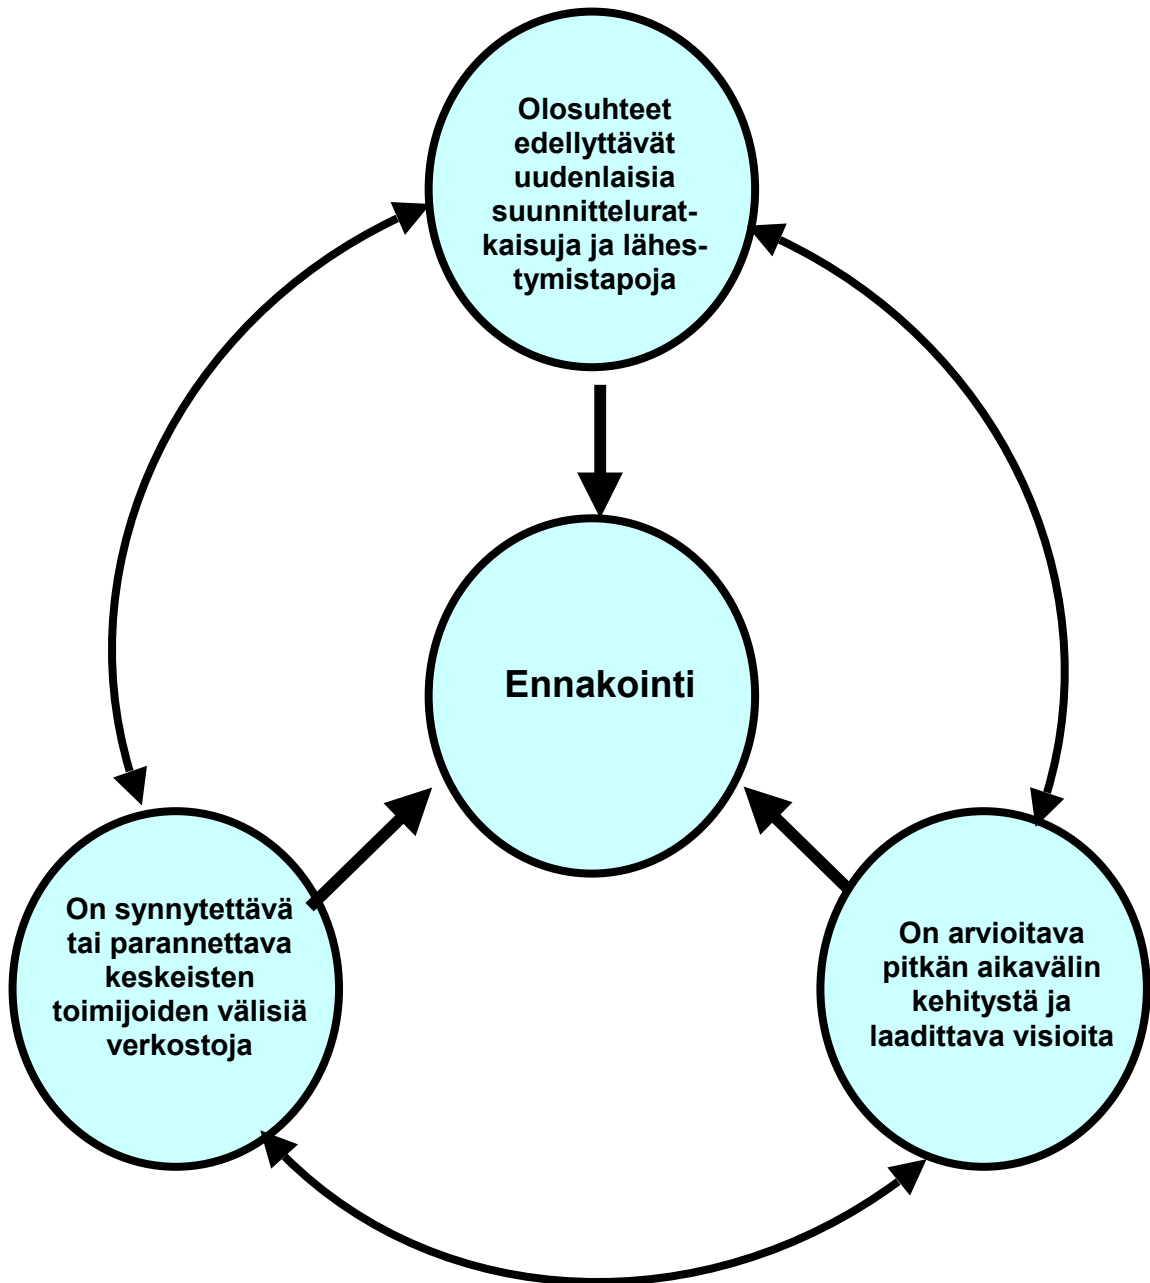 Olosuhteet
edellyttävät
uudenlaisia
suunnittelurat-
kaisuja ja lähes-
tymistapoja
Ennakointi
On synnytettävä
tai parannettava
keskeisten
toimijoiden välisiä
verkostoja
On arvioitava
pitkän aikavälin
kehitystä ja
laadittava visioita